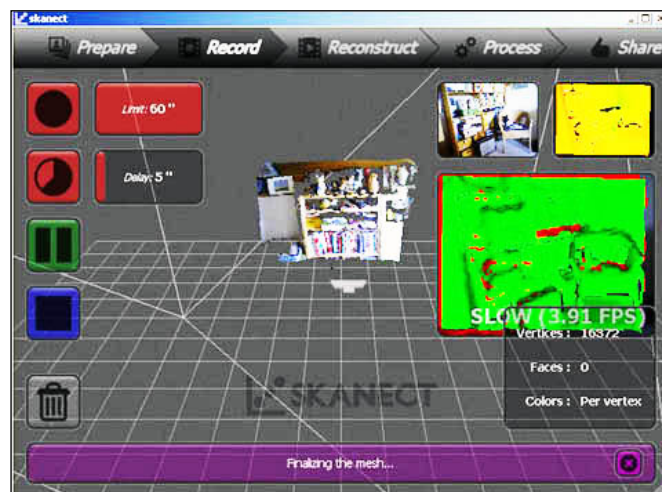 skanect
Prepare
Record
Reconstruct
Process
Share
Limit: 60 "
Delay: 5 "
SLOW (3.91 FPS)
Vertices : 16372
Faces : 0
Colors : Per vertex
SKANECT
Finalizing the mesh...